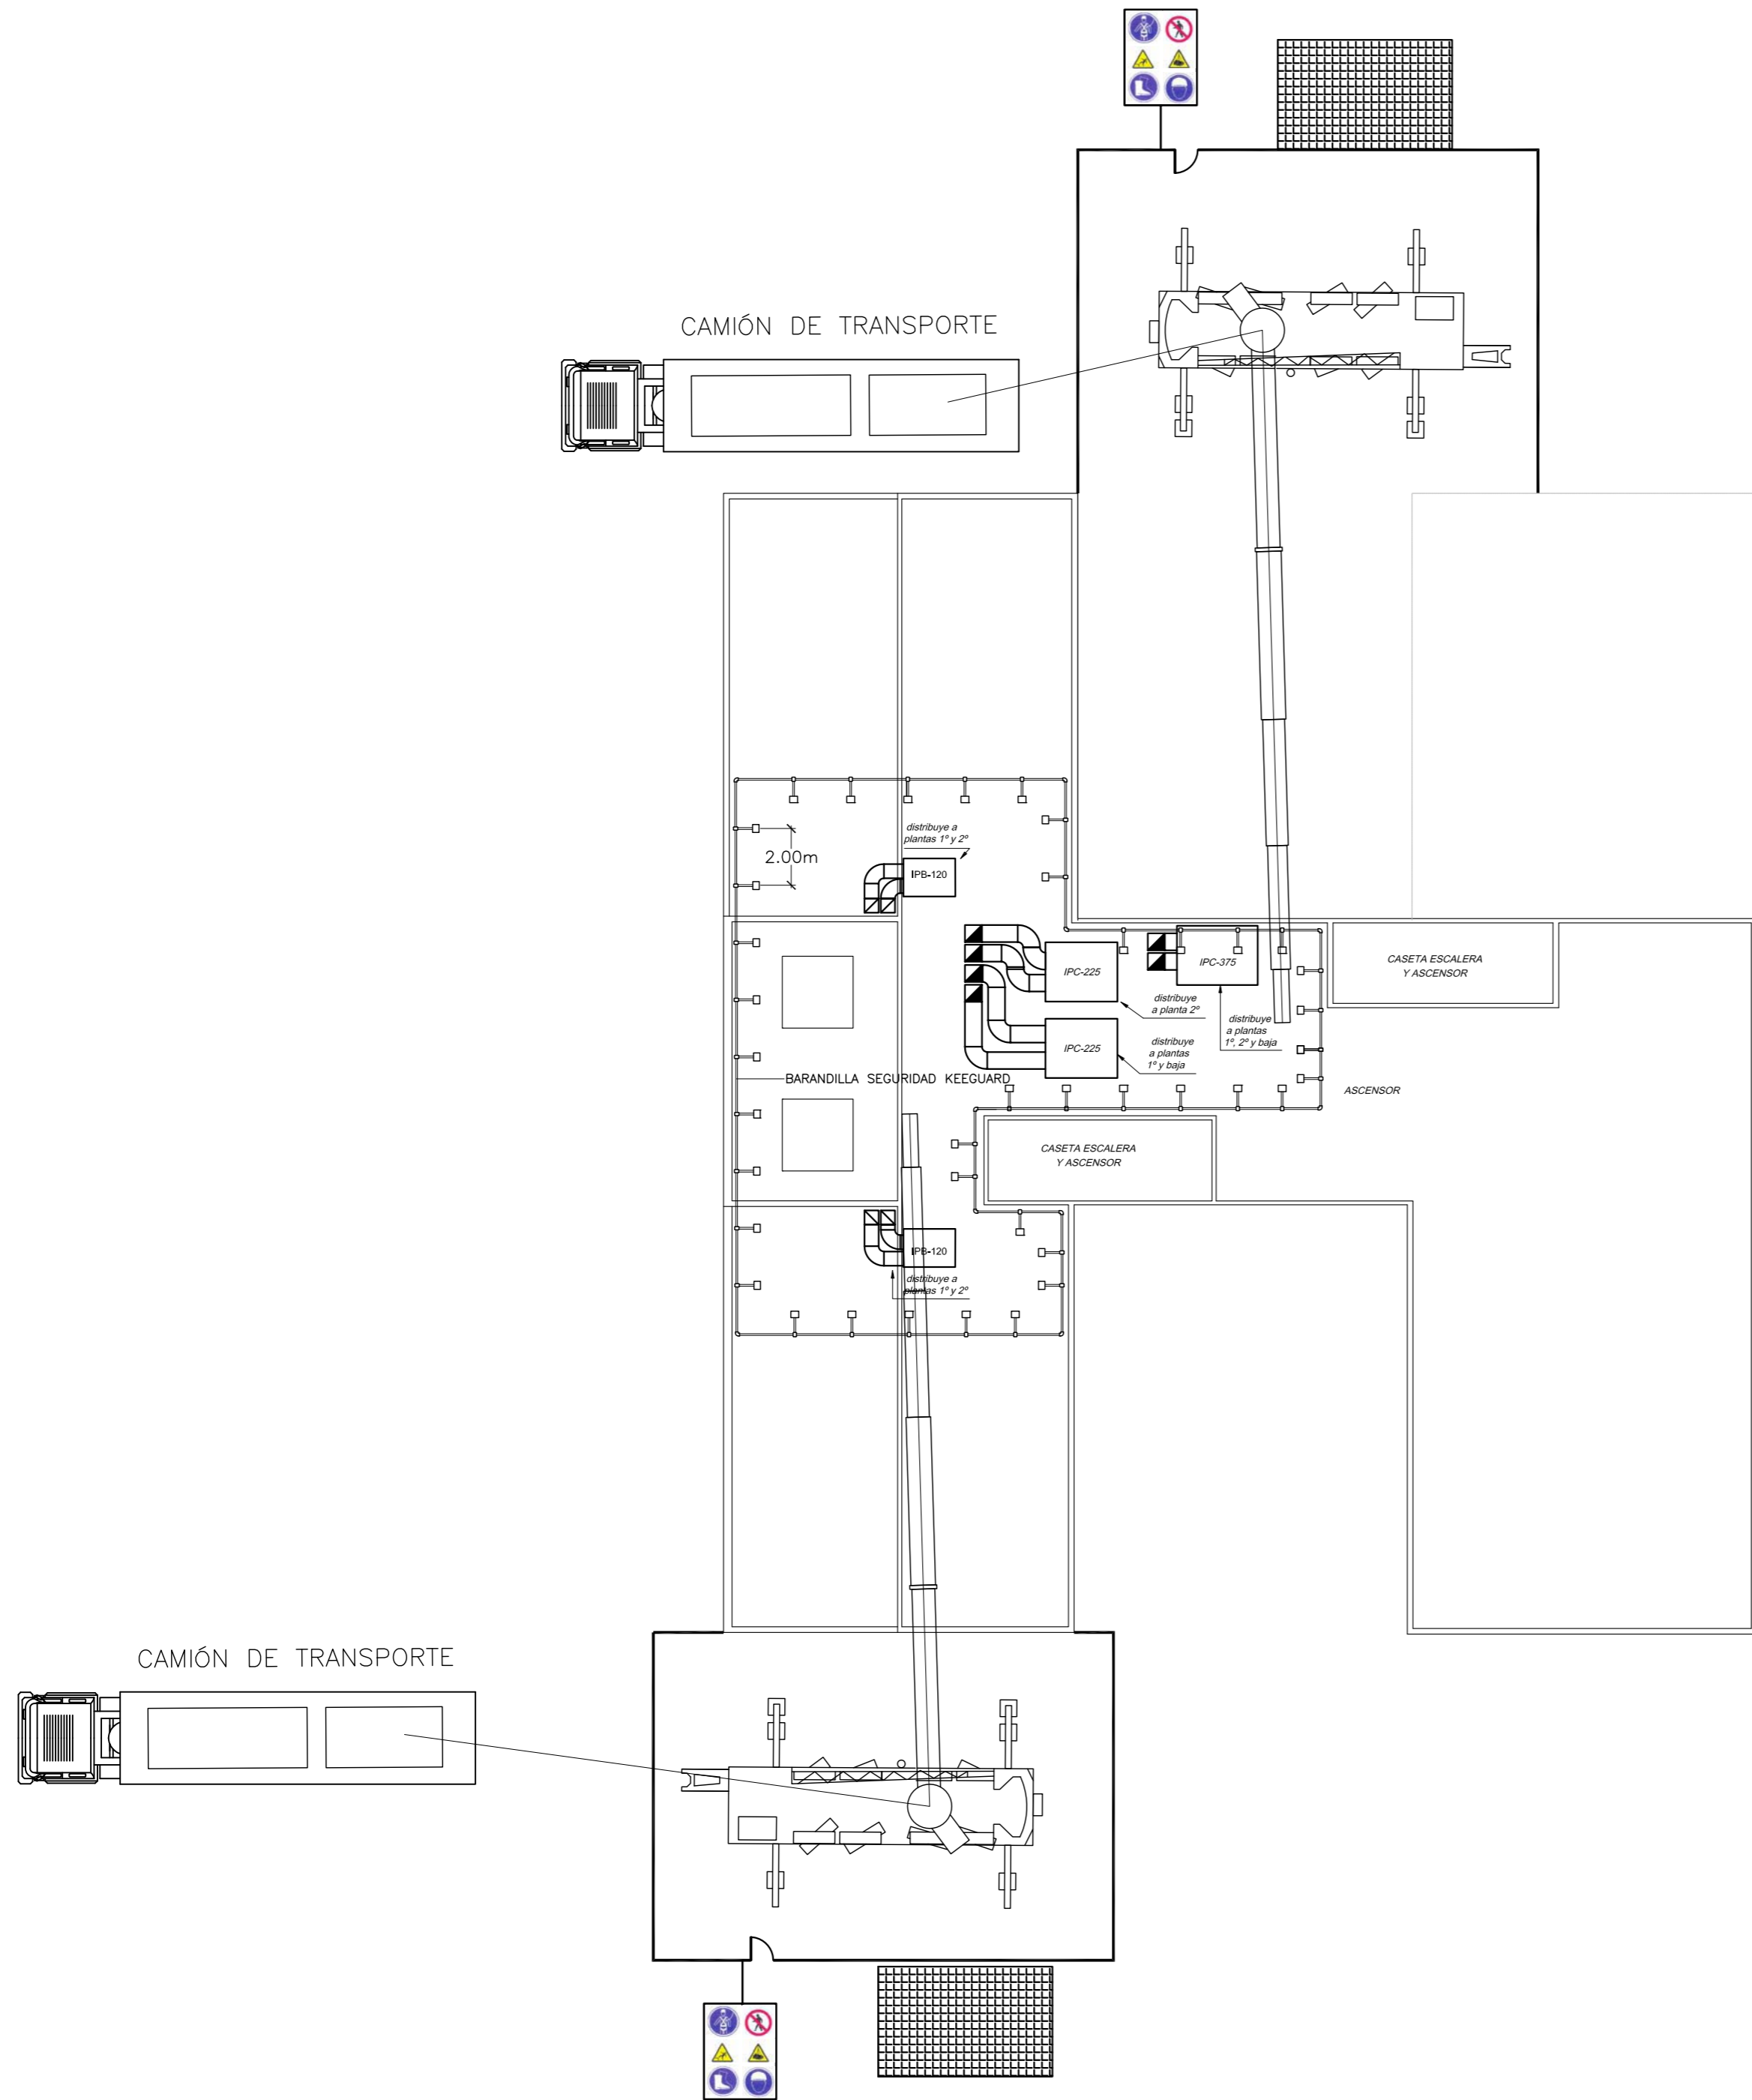 CAMIÓN DE TRANSPORTE
distribuye a
plantas 1º y 2º
2.00m
IPB-120
IPC-225
IPC-375
CASETA ESCALERA
Y ASCENSOR
distribuye
a planta 2º
distribuye
a plantas
1º, 2º y baja
IPC-225
distribuye
a plantas
1º y baja
BARANDILLA SEGURIDAD KEEGUARD
ASCENSOR
CASETA ESCALERA
Y ASCENSOR
IPB-120
distribuye a
plantas 1º y 2º
CAMIÓN DE TRANSPORTE